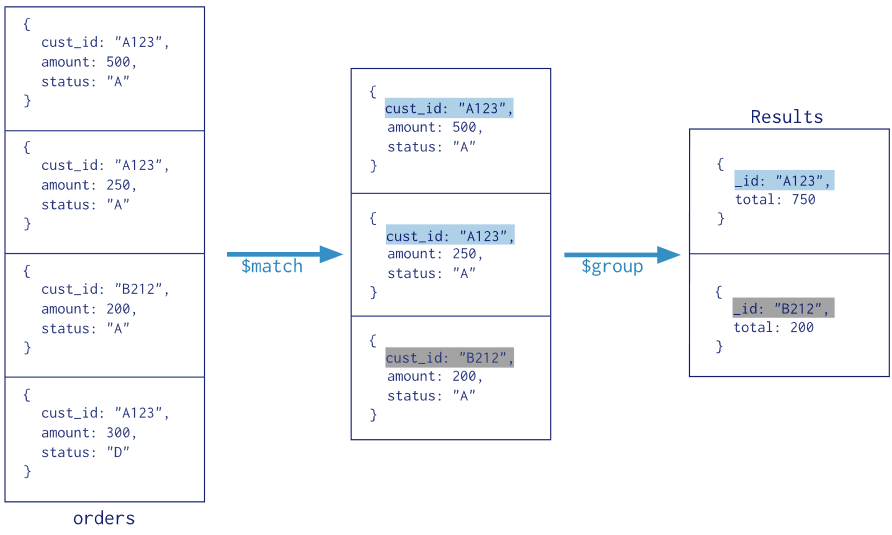 {
cust_id: "A123",
amount: 500,
status: "A"
}
{
cust_id: "A123",
amount: 250,
status: "A"
}
{
cust_id: "B212",
amount: 200,
status: "A"
}
{
cust_id: "A123",
amount: 300,
status: "D"
}
orders
$match
{
cust_id: "A123",
amount: 500,
status: "A"
}
{
cust_id: "A123",
amount: 250,
status: "A"
}
{
cust_id: "B212",
amount: 200,
status: "A"
}
$group
Results
{
_id: "A123",
total: 750
}
{
_id: "B212",
total: 200
}